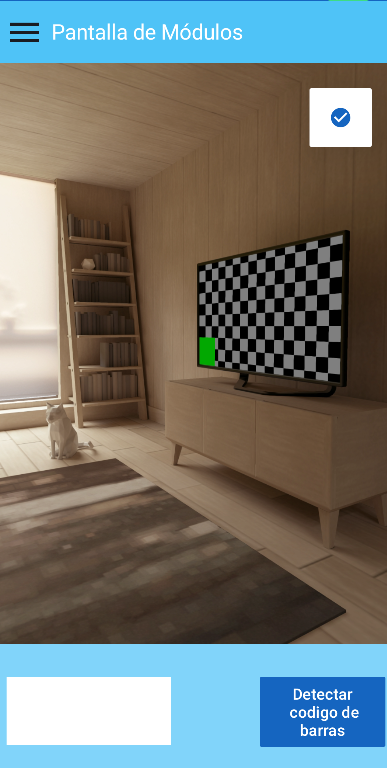 Pantalla de Módulos
Detectar
codigo de
barras